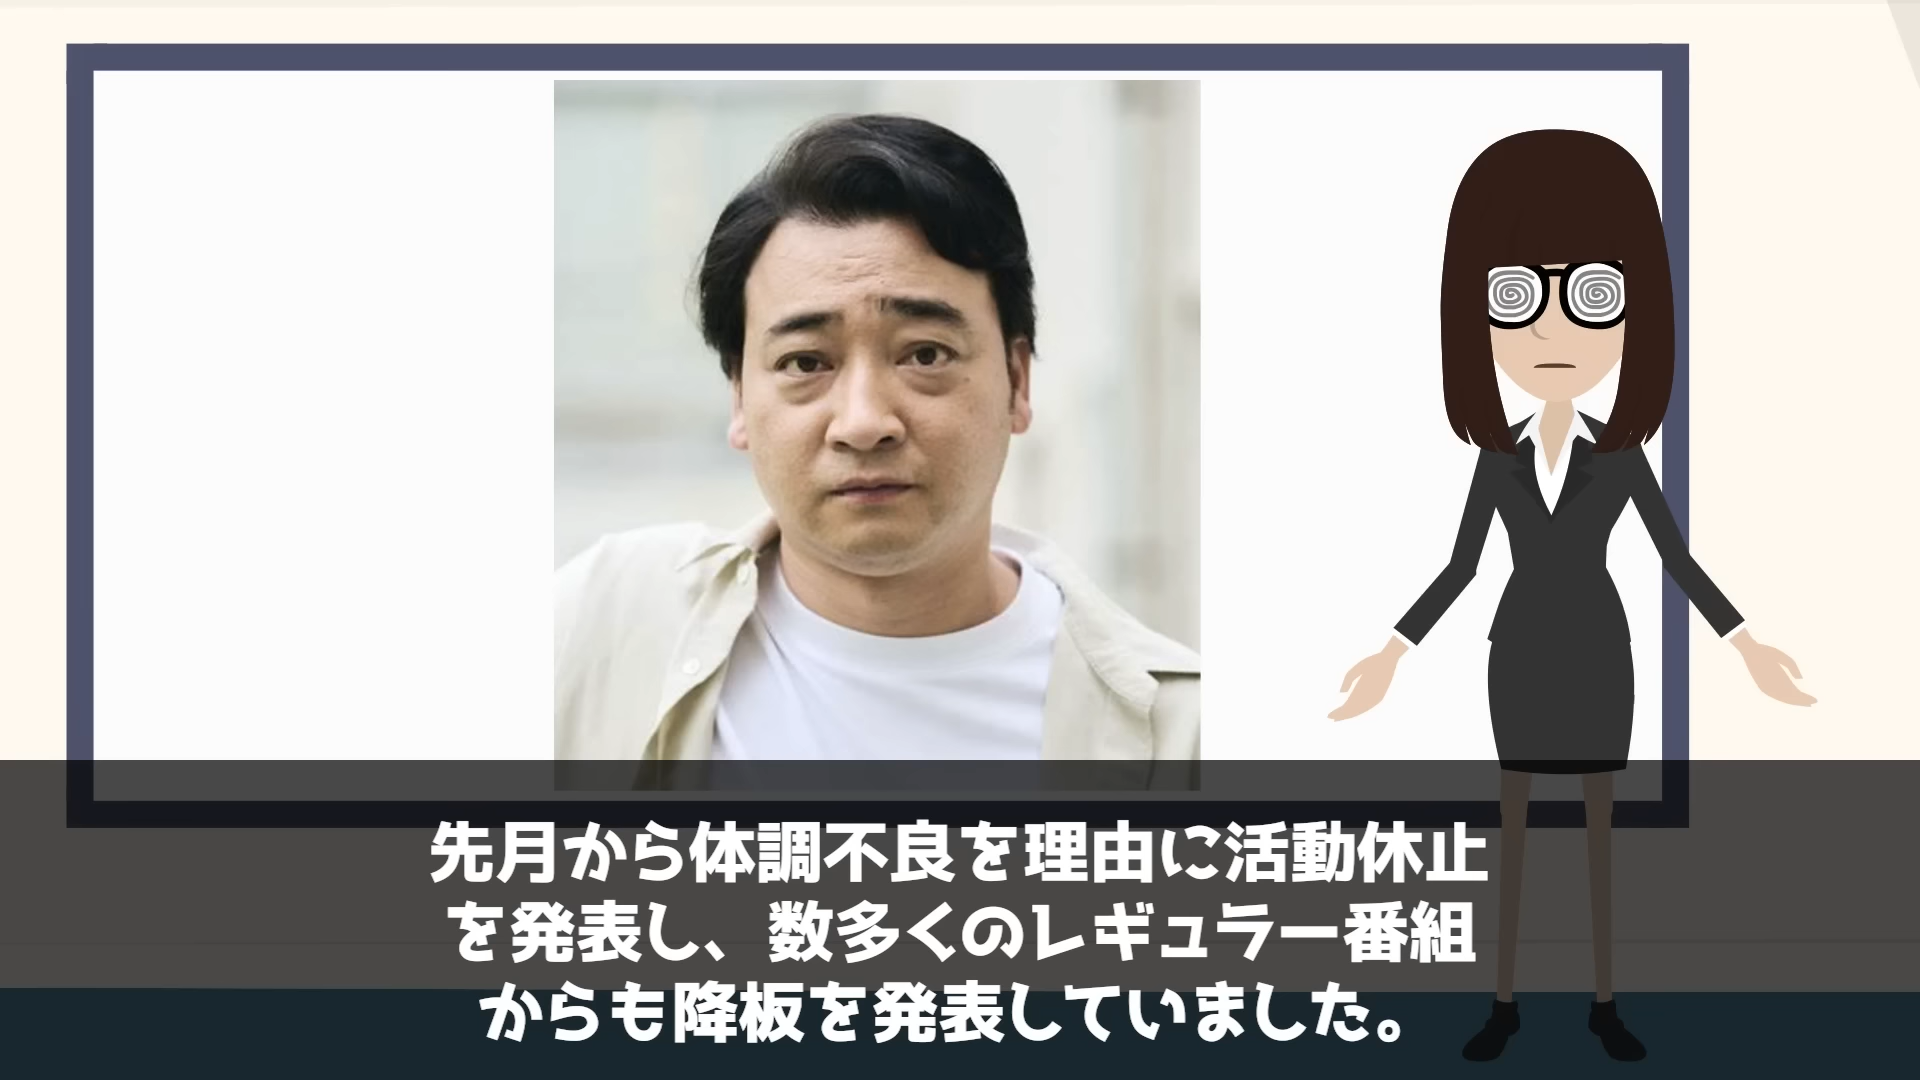 先月から体調不良を理由に活動休止
を発表し、数多くのレギュラー番組
からも降板を発表していました。